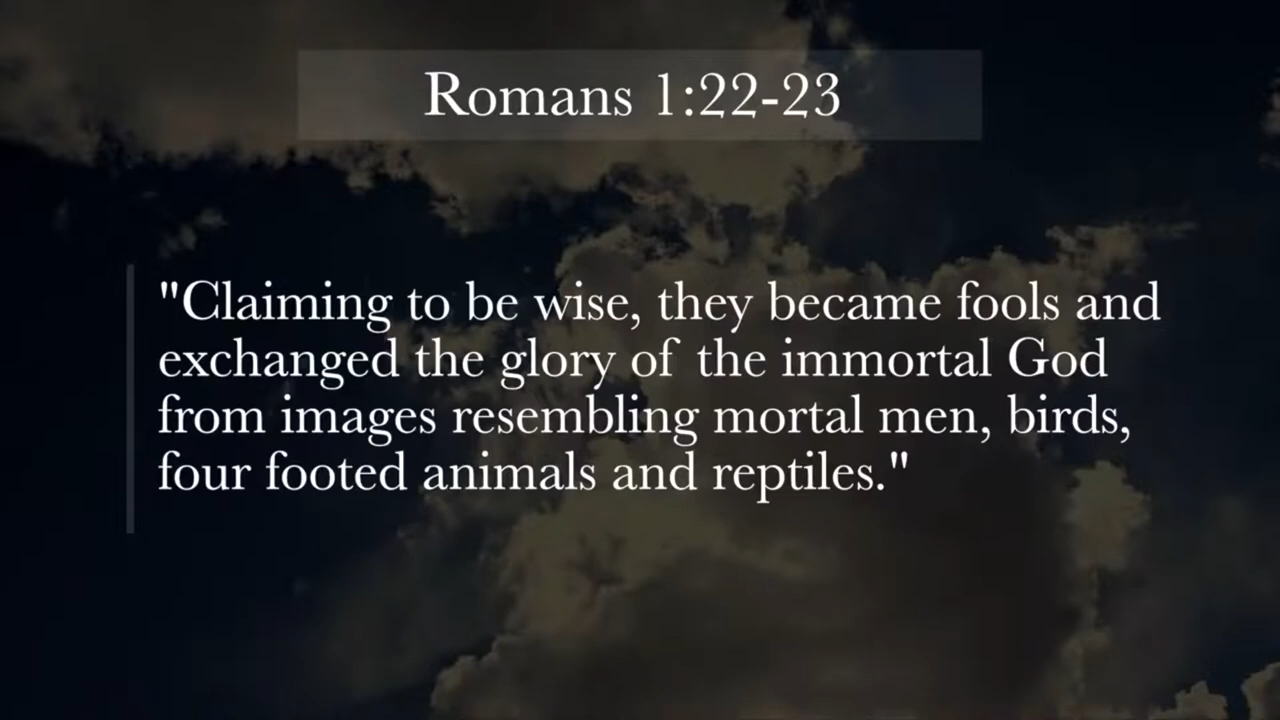 Romans 1:22-23
"Claiming to be wise, they became fools and
exchanged the glory of the immortal God
from images resembling mortal men, birds,
four footed animals and reptiles."